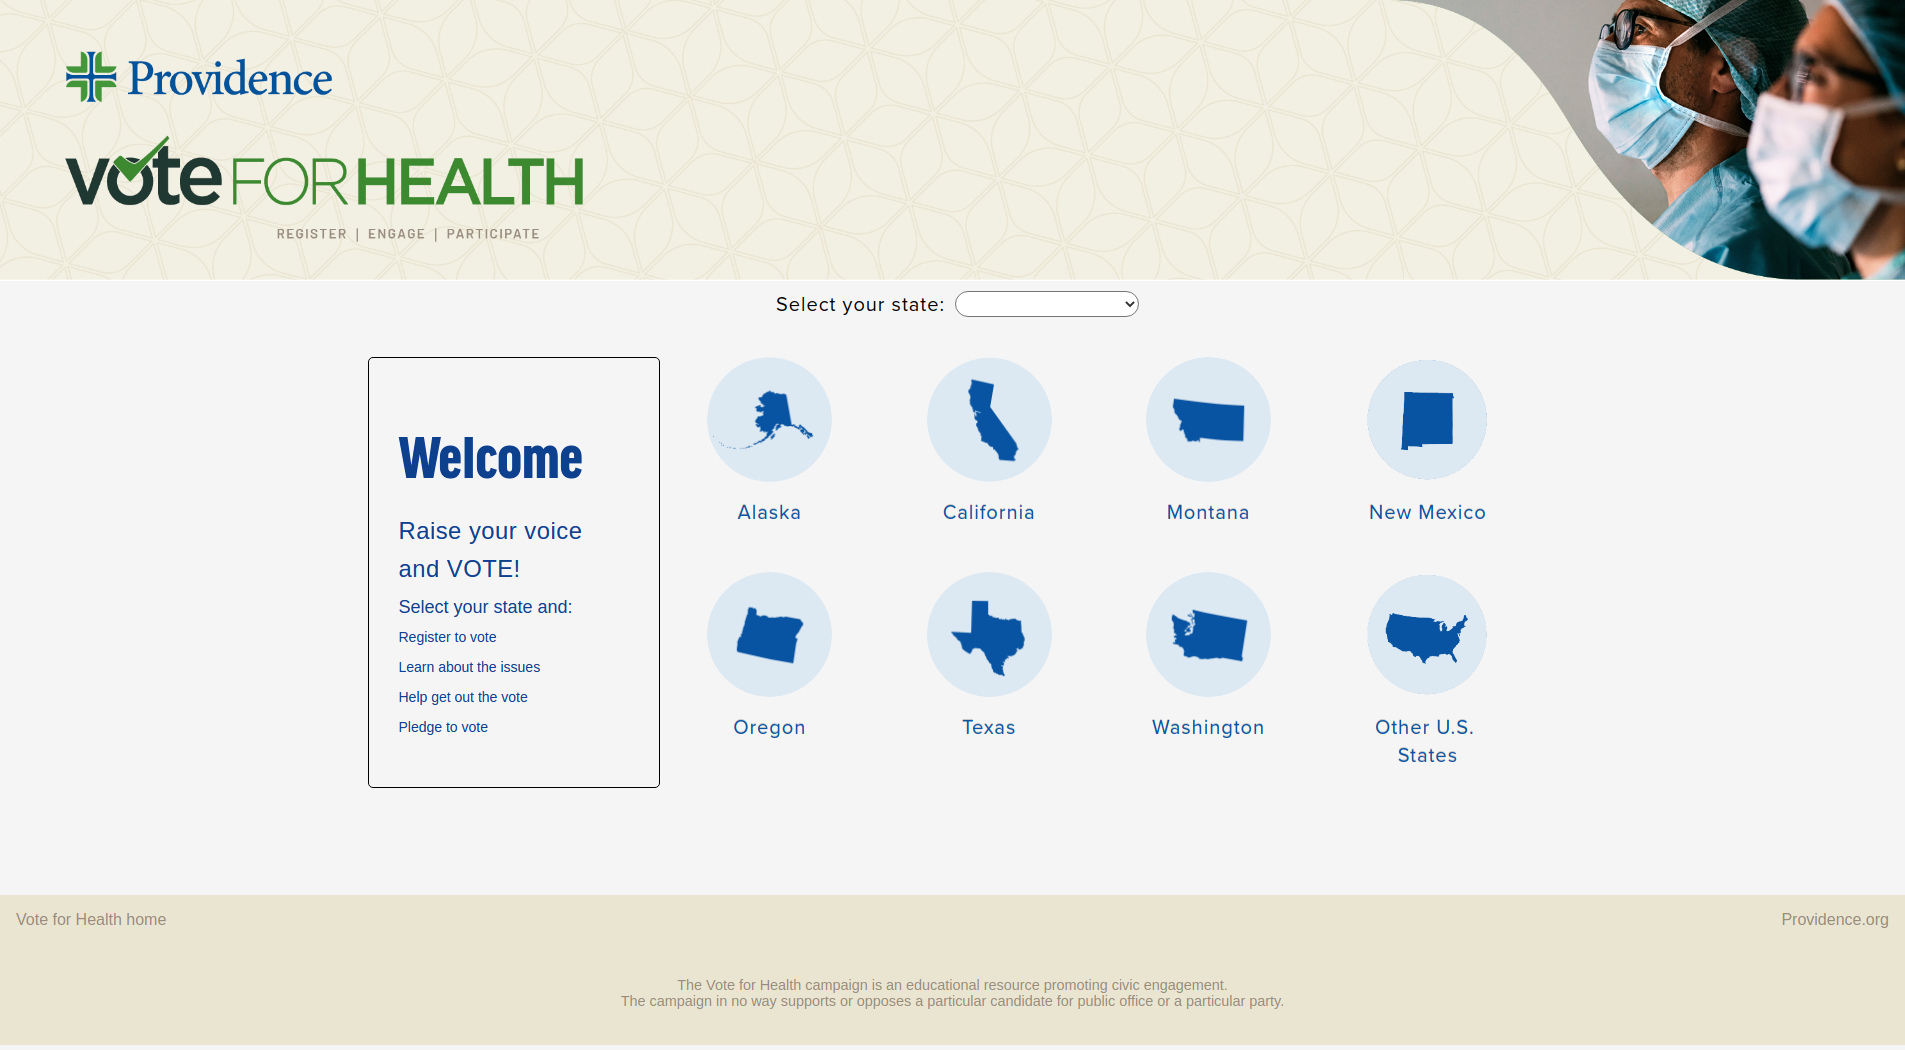 Providence
vote FOR HEALTH
REGISTER | ENGAGE | PARTICIPATE
Select your state:
Welcome
Raise your voice
and VOTE!
Select your state and:
Register to vote
Learn about the issues
Help get out the vote
Pledge to vote
Alaska
California
Montana
New Mexico
Oregon
Texas
Washington
Other U.S.
States
Vote for Health home
Providence.org
The Vote for Health campaign is an educational resource promoting civic engagement.
The campaign in no way supports or opposes a particular candidate for public office or a particular party.